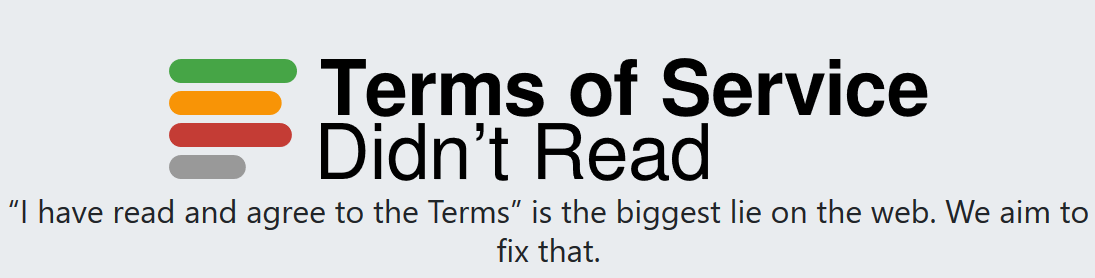 Terms of Service
Didn’t Read
“I have read and agree to the Terms” is the biggest lie on the web. We aim to
fix that.